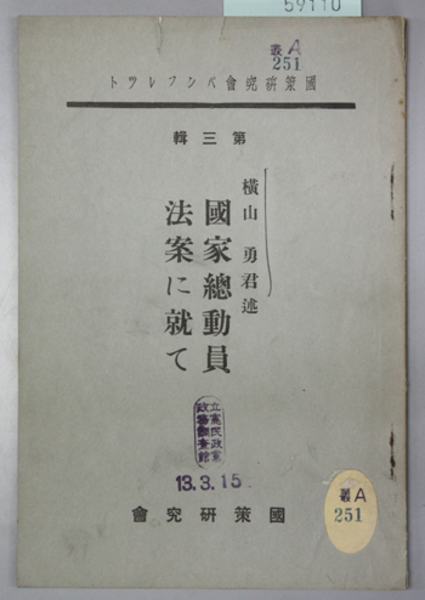 59110
叢A
251
國策研究會パンフレツト
第三輯
橫山勇君述
國家總動員
法案に就て
立憲民政黨
政務調査館
13.3.15
國策研究會
叢A
251